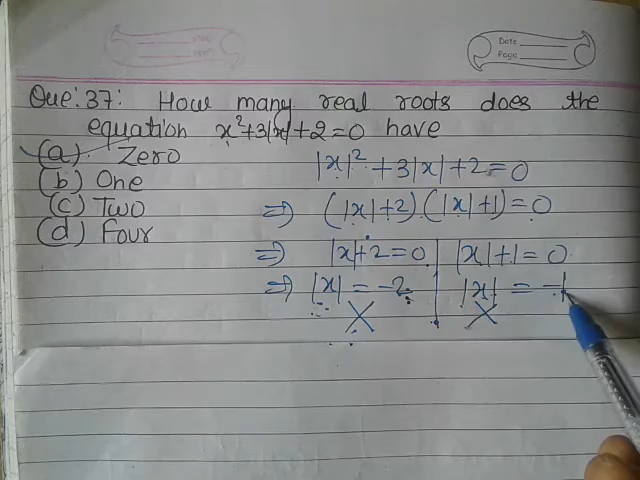 Date
Page
Que: 37: How many real roots does the
equation x²+3|x|+2=0 have
(a) Zero
(b) One
(c) Two
(d) Four
|x|² + 3|x| + 2 = 0
⇒ (|x|+2) (|x|+1) = 0
⇒ |x|+2 = 0 | |x|+1 = 0
⇒ |x| = -2 | |x| = -1
X X